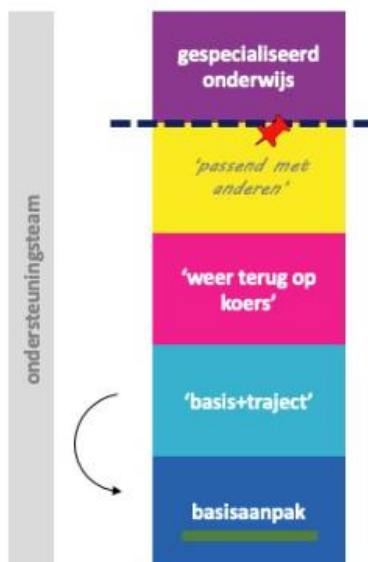 ondersteuningsteam
gespecialiseerd
onderwijs
‘passend met
anderen’
‘weer terug op
koers’
‘basis+traject’
basisaanpak